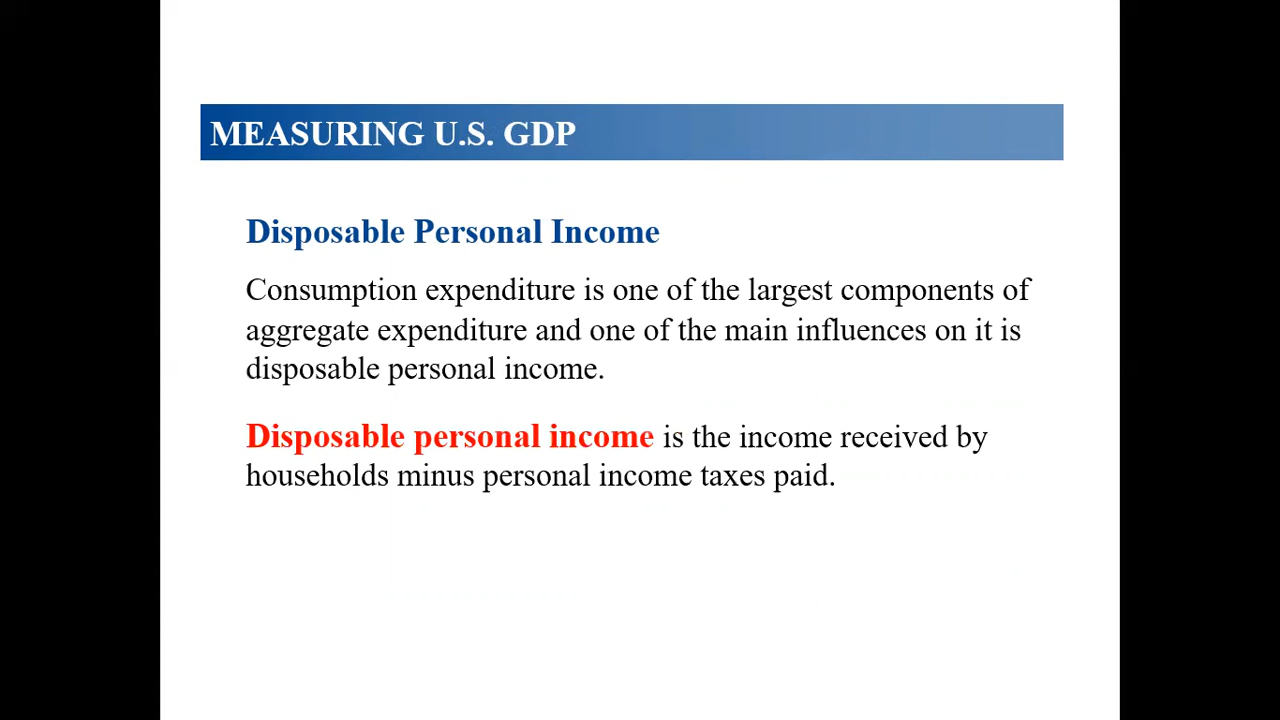 MEASURING U.S. GDP
Disposable Personal Income
Consumption expenditure is one of the largest components of
aggregate expenditure and one of the main influences on it is
disposable personal income.
Disposable personal income is the income received by
households minus personal income taxes paid.